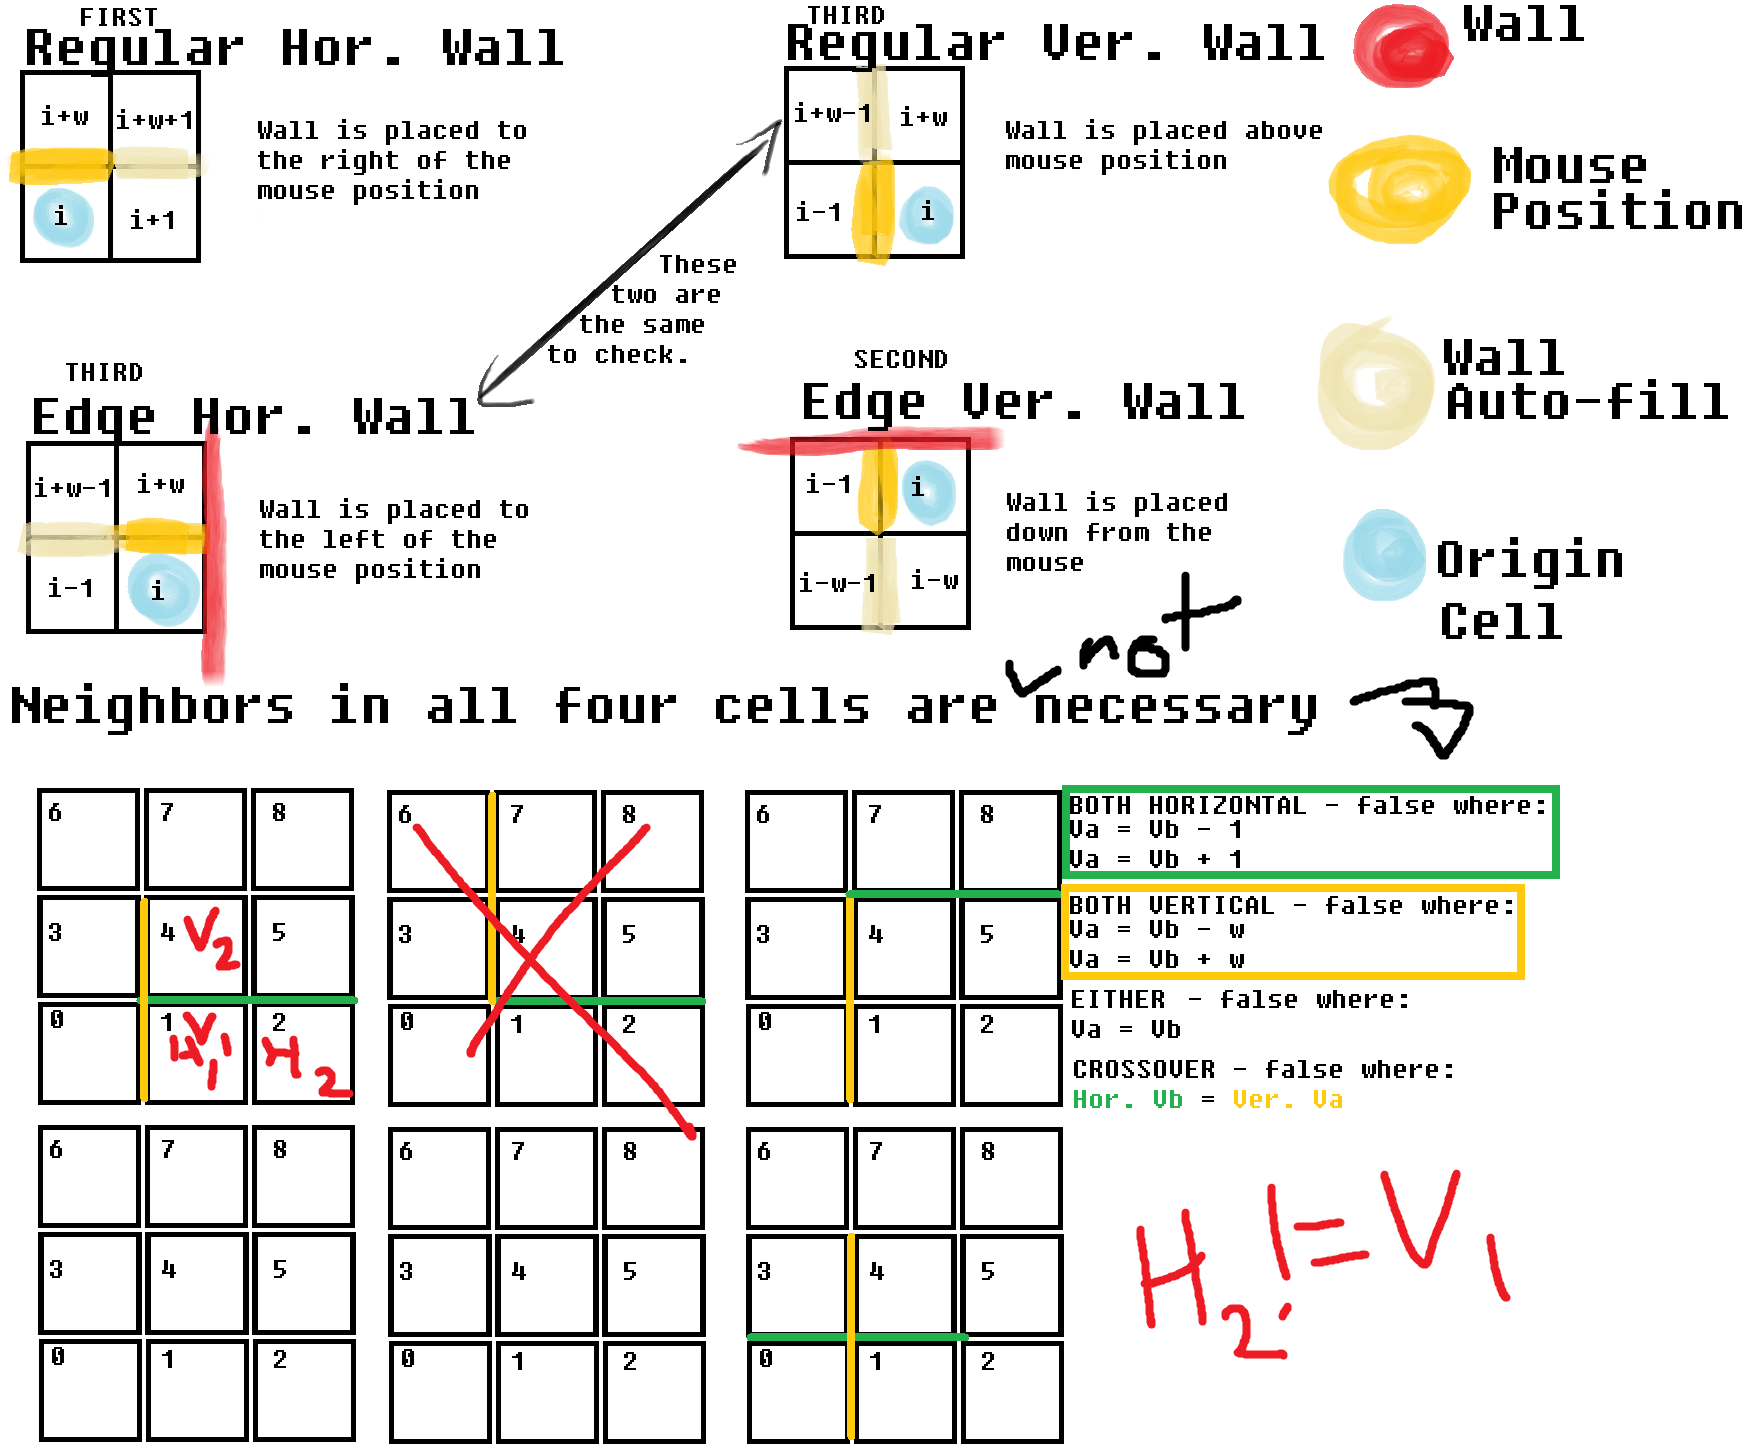 FIRST
Regular Hor. Wall
i+w
i+w+1
i
i+1
Wall is placed to
the right of the
mouse position
THIRD
Regular Ver. Wall
i+w-1
i+w
i-1
i
Wall is placed above
mouse position
Wall
Mouse
Position
These
two are
the same
to check.
THIRD
Edge Hor. Wall
i+w-1
i+w
i-1
i
Wall is placed to
the left of the
mouse position
SECOND
Edge Ver. Wall
i-1
i
i-w-1
i-w
Wall is placed
down from the
mouse
Wall
Auto-fill
Origin
Cell
not
Neighbors in all four cells are necessary
6 7 8
3 4 V2 5
0 1 V1 H1 2 H2
6 7 8
3 4 5
0 1 2
6 7 8
3 4 5
0 1 2
BOTH HORIZONTAL - false where:
Va = Vb - 1
Va = Vb + 1
BOTH VERTICAL - false where:
Va = Vb - w
Va = Vb + w
EITHER - false where:
Va = Vb
CROSSOVER - false where:
Hor. Vb = Ver. Va
6 7 8
3 4 5
0 1 2
6 7 8
3 4 5
0 1 2
6 7 8
3 4 5
0 1 2
H2 != V1